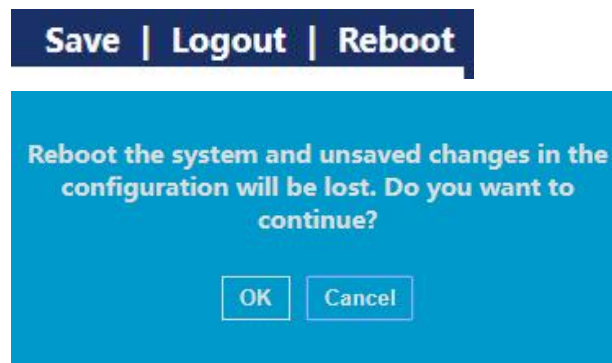 Save | Logout | Reboot
Reboot the system and unsaved changes in the
configuration will be lost. Do you want to
continue?
OK Cancel